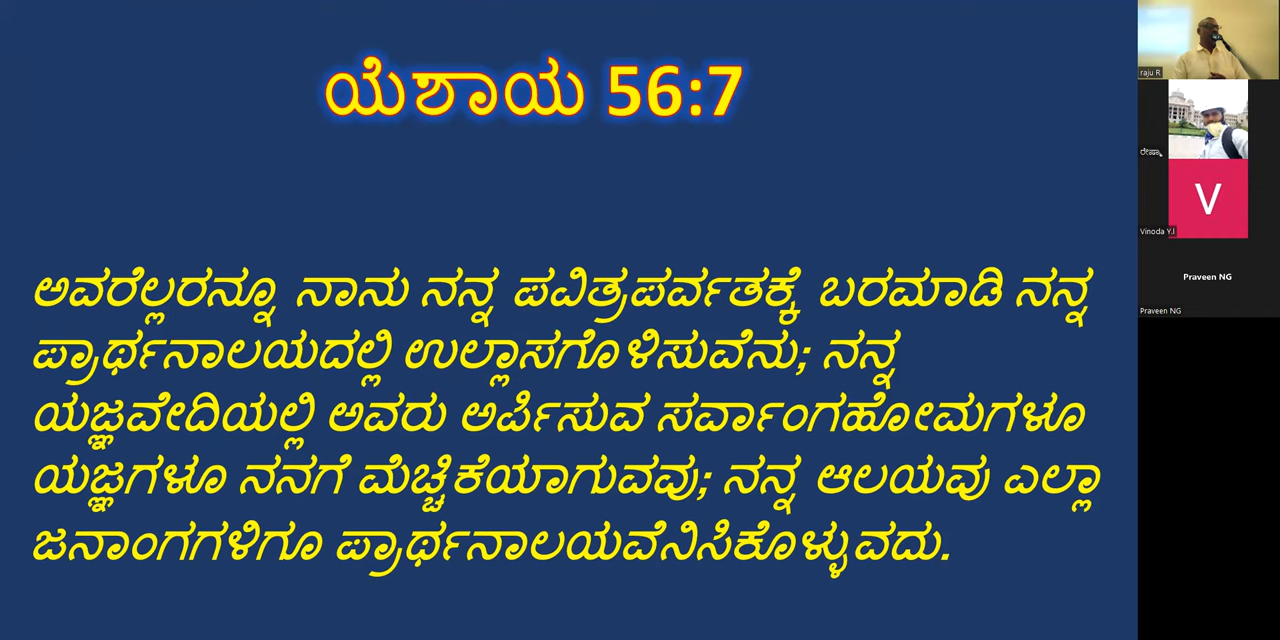 ಯೆಶಾಯ 56:7
ಅವರೆಲ್ಲರನ್ನೂ ನಾನು ನನ್ನ ಪವಿತ್ರಪರ್ವತಕ್ಕೆ ಬರಮಾಡಿ ನನ್ನ
ಪ್ರಾರ್ಥನಾಲಯದಲ್ಲಿ ಉಲ್ಲಾಸಗೊಳಿಸುವೆನು; ನನ್ನ
ಯಜ್ಞವೇದಿಯಲ್ಲಿ ಅವರು ಅರ್ಪಿಸುವ ಸರ್ವಾಂಗಹೋಮಗಳೂ
ಯಜ್ಞಗಳೂ ನನಗೆ ಮೆಚ್ಚಿಕೆಯಾಗುವವು; ನನ್ನ ಆಲಯವು ಎಲ್ಲಾ
ಜನಾಂಗಗಳಿಗೂ ಪ್ರಾರ್ಥನಾಲಯವೆನಿಸಿಕೊಳ್ಳುವದು.
raju R
V
Vinoda Y.l
Praveen NG
Praveen NG